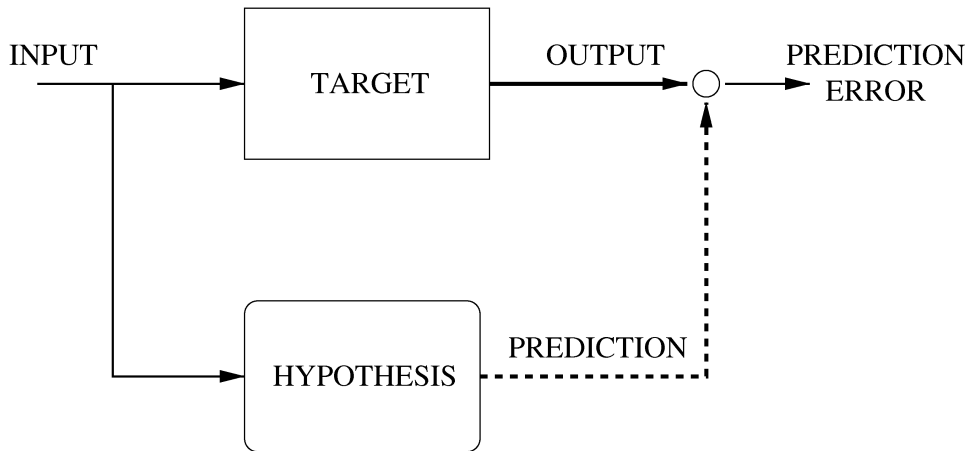 INPUT
TARGET
OUTPUT
PREDICTION
ERROR
HYPOTHESIS
PREDICTION